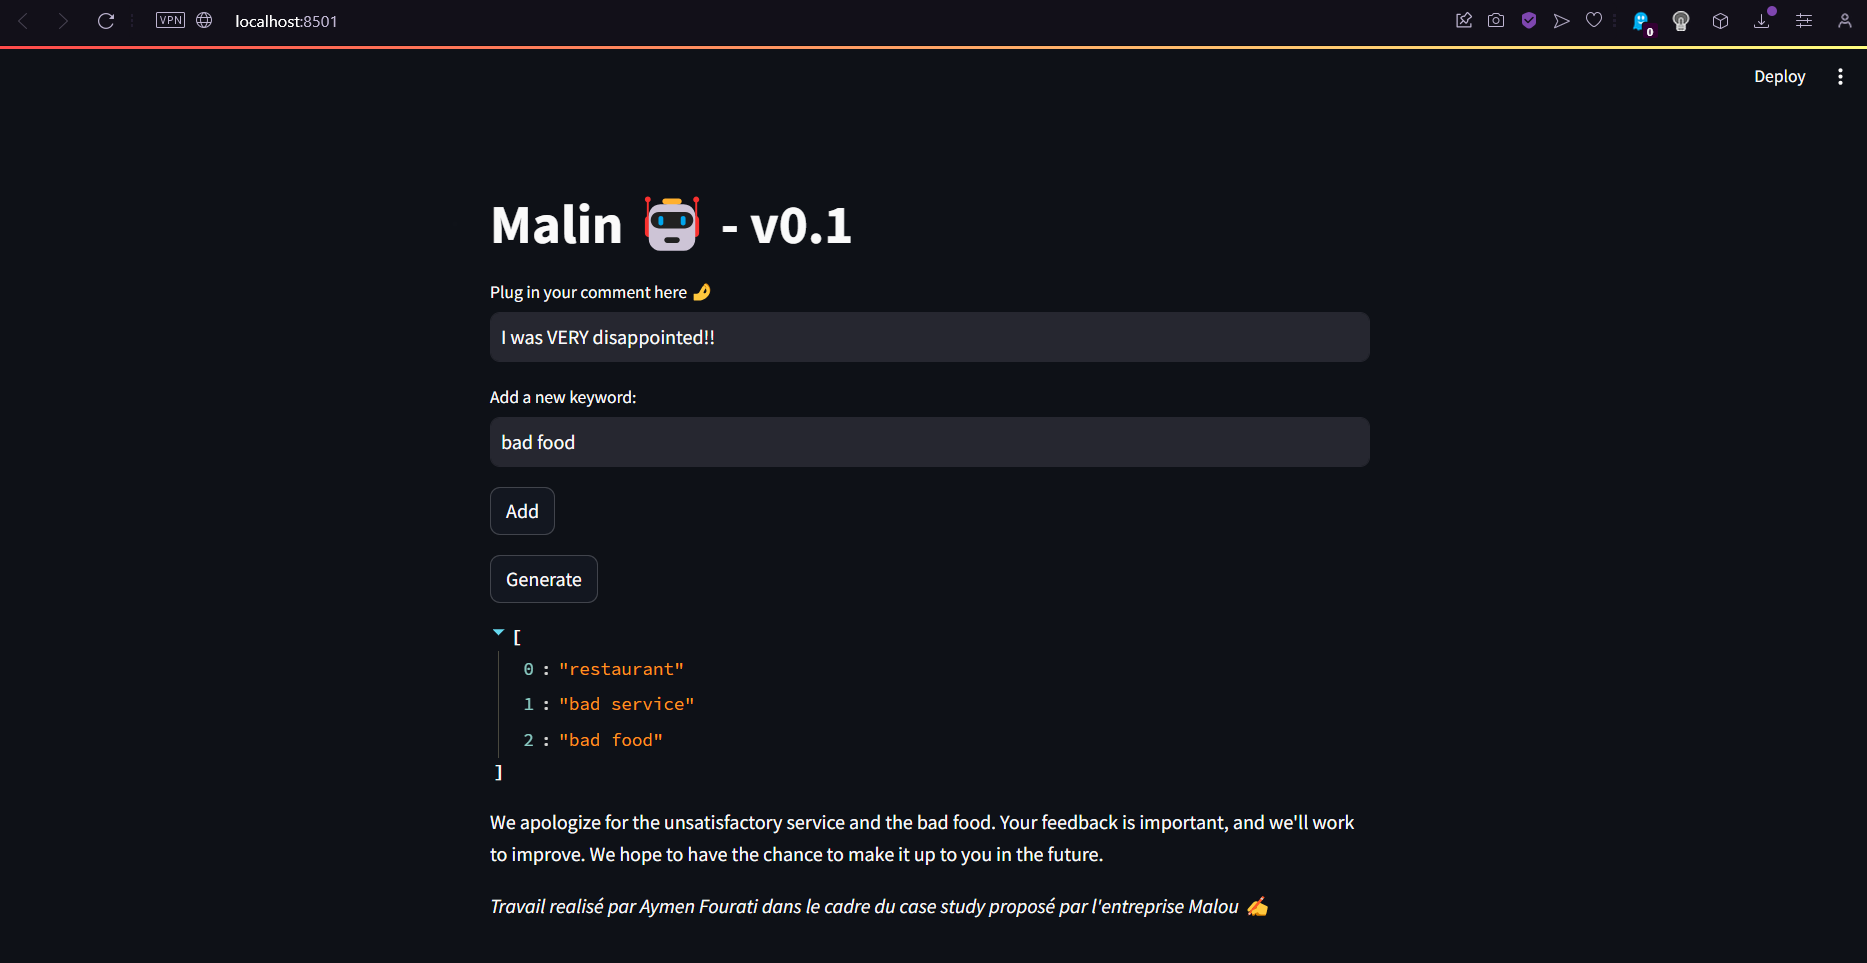 VPN localhost:8501 0
Deploy
Malin 🤖 - v0.1
Plug in your comment here 🤌
I was VERY disappointed!!
Add a new keyword:
bad food
Add
Generate
[
0 : "restaurant"
1 : "bad service"
2 : "bad food"
]
We apologize for the unsatisfactory service and the bad food. Your feedback is important, and we'll work
to improve. We hope to have the chance to make it up to you in the future.
Travail realisé par Aymen Fourati dans le cadre du case study proposé par l'entreprise Malou ✍️